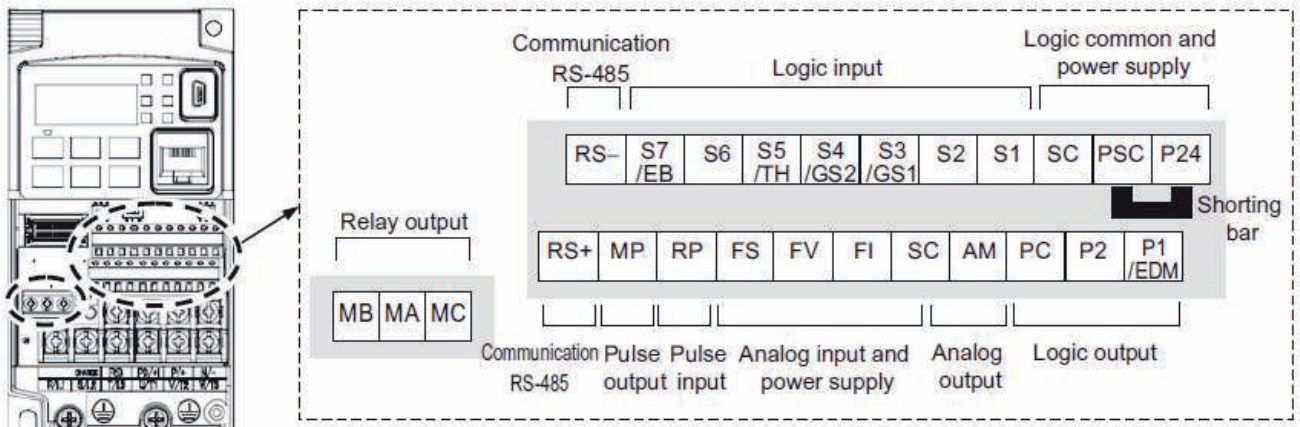 Communication
RS-485
Logic input
Logic common and
power supply
RS– S7/EB S6 S5/TH S4/GS2 S3/GS1 S2 S1 SC PSC P24
Shorting
bar
Relay output
MB MA MC
RS+ MP RP FS FV FI SC AM PC P2 P1/EDM
Communication
RS-485
Pulse
output
Pulse
input
Analog input and
power supply
Analog
output
Logic output